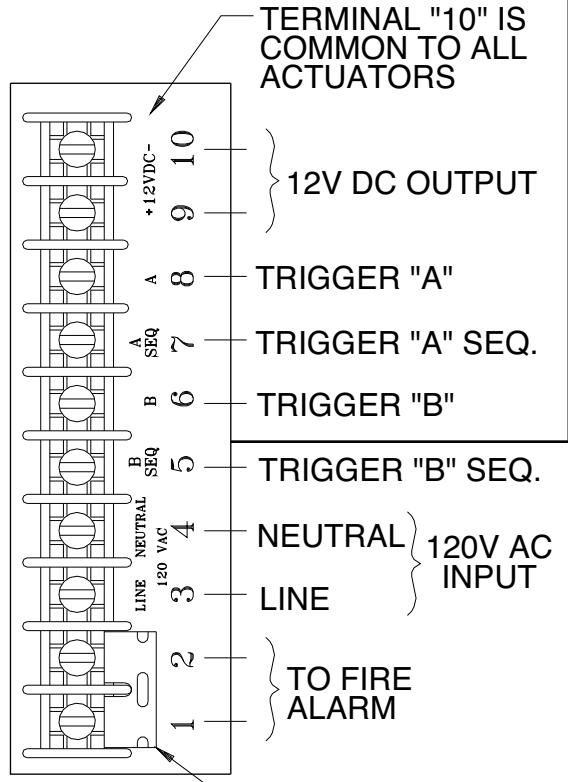 TERMINAL "10" IS
COMMON TO ALL
ACTUATORS
+12VDC-
10
9
12V DC OUTPUT
A
8
TRIGGER "A"
A
SEQ
7
TRIGGER "A" SEQ.
B
6
TRIGGER "B"
B
SEQ
5
TRIGGER "B" SEQ.
LINE NEUTRAL
120 VAC
4
NEUTRAL
3
LINE
120V AC
INPUT
2
1
TO FIRE
ALARM